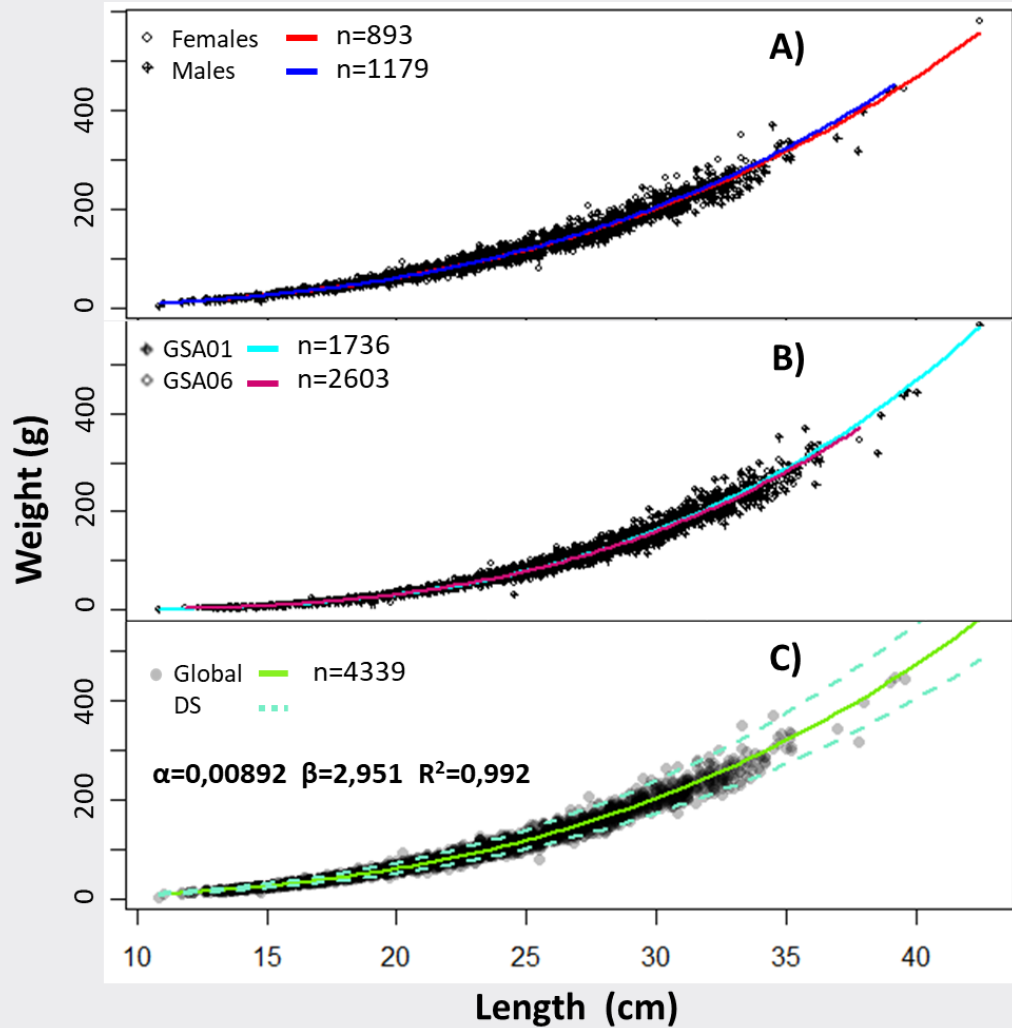 Females n=893
Males n=1179
A)
400
200
0
GSA01 n=1736
GSA06 n=2603
B)
400
200
0
Weight (g)
Global n=4339
DS
C)
α=0,00892 β=2,951 R²=0,992
400
200
0
10 15 20 25 30 35 40
Length (cm)